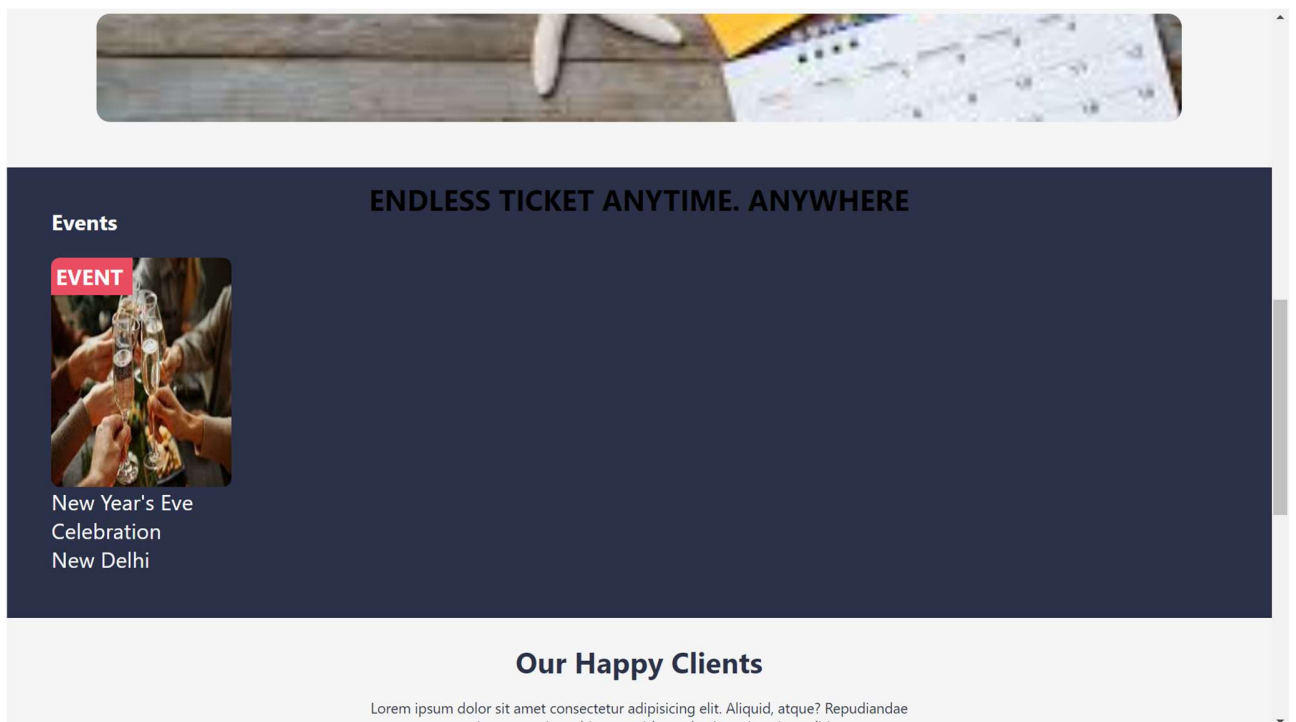 ENDLESS TICKET ANYTIME. ANYWHERE
Events
EVENT
New Year's Eve
Celebration
New Delhi
Our Happy Clients
Lorem ipsum dolor sit amet consectetur adipisicing elit. Aliquid, atque? Repudiandae